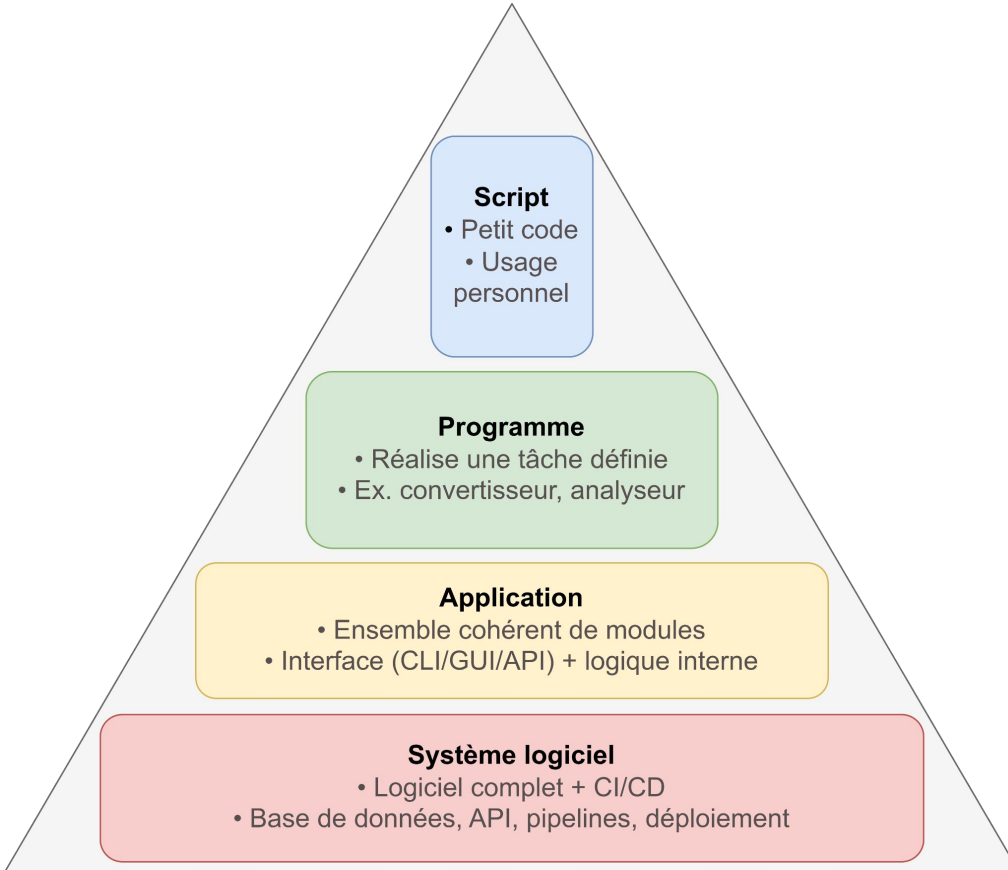 Script
• Petit code
• Usage
personnel
Programme
• Réalise une tâche définie
• Ex. convertisseur, analyseur
Application
• Ensemble cohérent de modules
• Interface (CLI/GUI/API) + logique interne
Système logiciel
• Logiciel complet + CI/CD
• Base de données, API, pipelines, déploiement